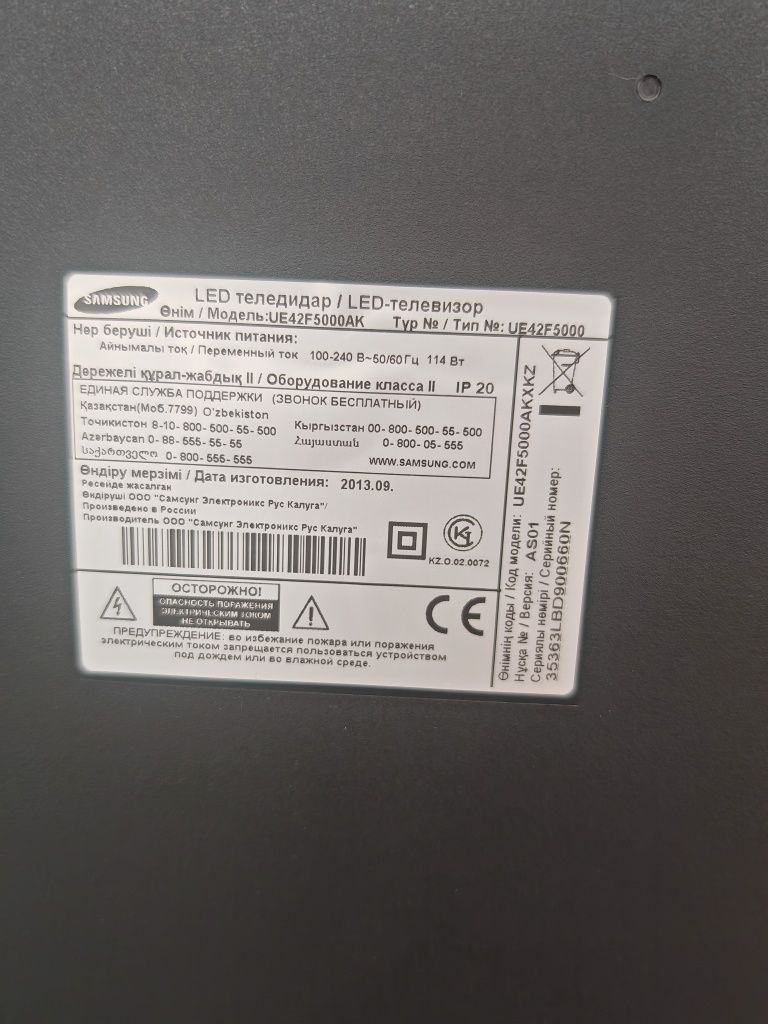 SAMSUNG
LED теледидар / LED-телевизор
Өнім / Модель:UE42F5000AK Түр № / Тип №: UE42F5000
Нәр беруші / Источник питания:
Айнымалы ток / Переменный ток 100-240 В~50/60Гц 114 Вт
Дәрежелі құрал-жабдық II / Оборудование класса II IP 20
ЕДИНАЯ СЛУЖБА ПОДДЕРЖКИ (ЗВОНОК БЕСПЛАТНЫЙ)
Қазақстан(Моб.7799) O'zbekiston
Точикистон 8-10-800-500-55-500 Кыргызстан 00-800-500-55-500
Azərbaycan 0-88-555-55-55 Հայաստան 0-800-05-555
საქართველო 0-800-555-555 WWW.SAMSUNG.COM
Өндіру мерзімі / Дата изготовления: 2013.09.
Ресейде жасалған
Өндіруші ООО "Самсунг Электроникс Рус Калуга"/
Произведено в России
Производитель ООО "Самсунг Электроникс Рус Калуга"
KZ.O.02.0072
ОСТОРОЖНО!
ОПАСНОСТЬ ПОРАЖЕНИЯ
ЭЛЕКТРИЧЕСКИМ ТОКОМ
НЕ ОТКРЫВАТЬ
CE
ПРЕДУПРЕЖДЕНИЕ: во избежание пожара или поражения
электрическим током запрещается пользоваться устройством
под дождем или во влажной среде.
Өнімнің коды / Код модели: UE42F5000AKXKZ
Нұсқа № / Версия: AS01
Сериялы нөмірі / Серийный номер:
35363LBD900660N